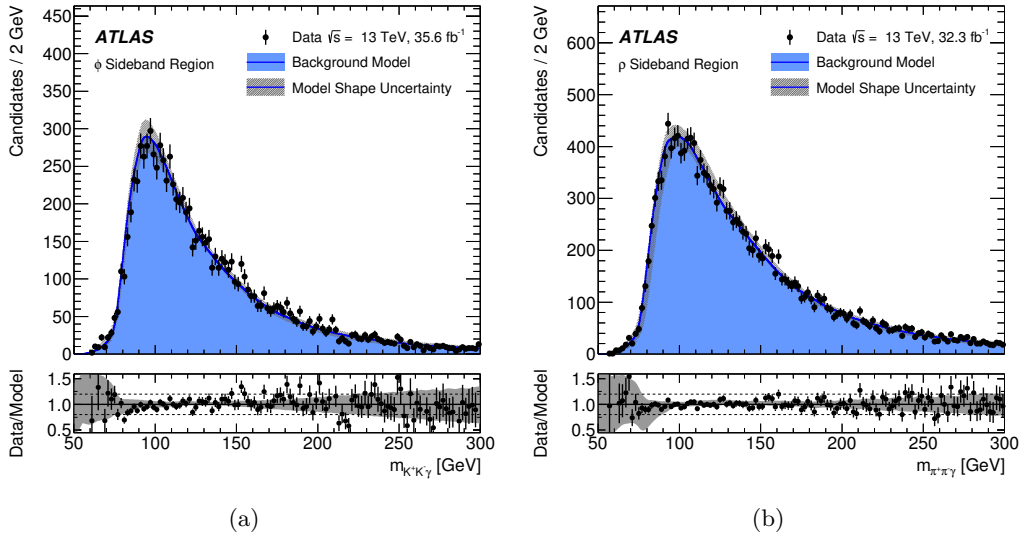 ATLAS
Data √s = 13 TeV, 35.6 fb⁻¹
ϕ Sideband Region
Background Model
Model Shape Uncertainty
Candidates / 2 GeV
450
400
350
300
250
200
150
100
50
0
Data/Model
1.5
1.0
0.5
50 100 150 200 250 300
m_{K⁺K⁻γ} [GeV]
(a)
ATLAS
Data √s = 13 TeV, 32.3 fb⁻¹
ρ Sideband Region
Background Model
Model Shape Uncertainty
Candidates / 2 GeV
600
500
400
300
200
100
0
Data/Model
1.5
1.0
0.5
50 100 150 200 250 300
m_{π⁺π⁻γ} [GeV]
(b)